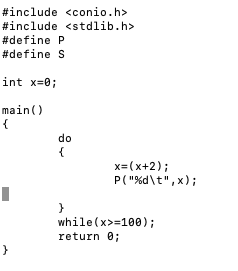 #include <conio.h>
#include <stdlib.h>
#define P
#define S

int x=0;

main()
{
        do
        {
                x=(x+2);
                P("%d\t",x);

        }
        while(x>=100);
        return 0;
}